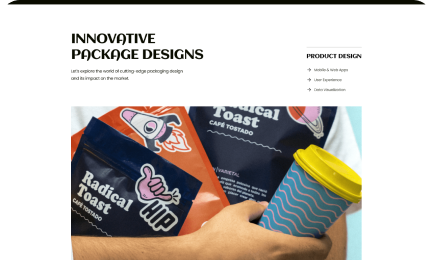 INNOVATIVE
PACKAGE DESIGNS
Let's explore the world of cutting-edge packaging design
and its impact on the market.
PRODUCT DESIGN
→ Mobile & Web Apps
→ User Experience
→ Data Visualization
Radical
Toast
CAFÉ TOSTADO
HUP
Radical
Toast
CAFÉ TOSTADO
VARIETAL